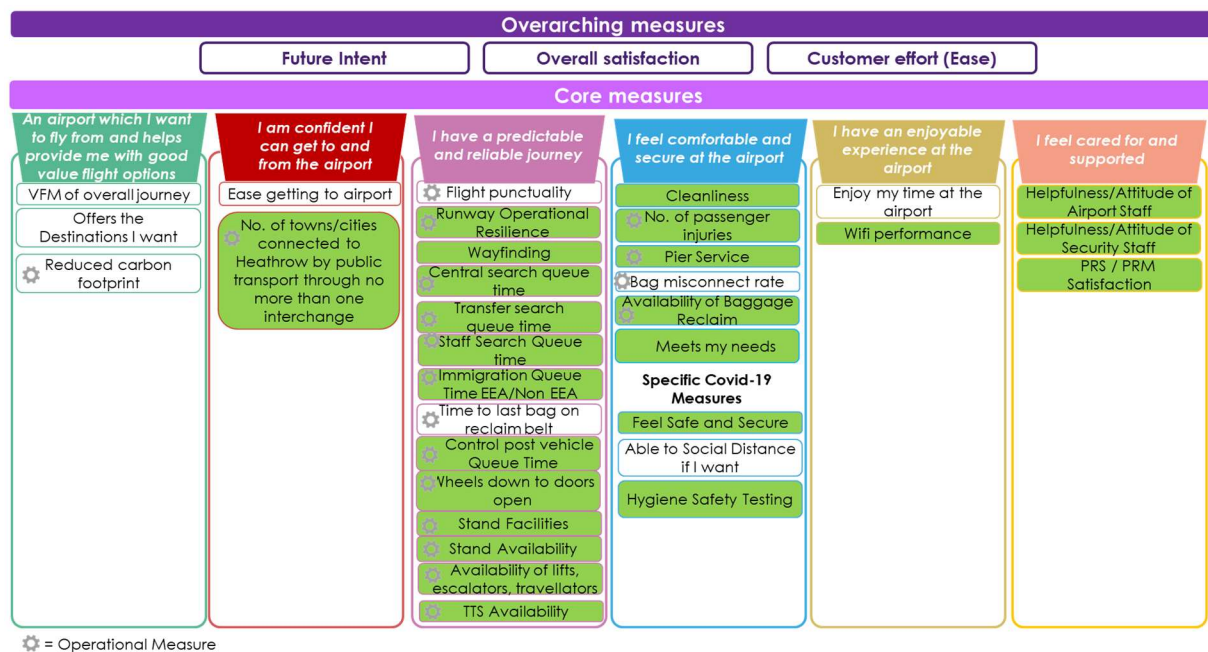 Overarching measures
Future Intent
Overall satisfaction
Customer effort (Ease)
Core measures
An airport which I want
to fly from and helps
provide me with good
value flight options
VFM of overall journey
Offers the
Destinations I want
Reduced carbon
footprint
I am confident I
can get to and
from the airport
Ease getting to airport
No. of towns/cities
connected to
Heathrow by public
transport through no
more than one
interchange
I have a predictable
and reliable journey
Flight punctuality
Runway Operational
Resilience
Wayfinding
Central search queue
time
Transfer search
queue time
Staff Search Queue
time
Immigration Queue
Time EEA/Non EEA
Time to last bag on
reclaim belt
Control post vehicle
Queue Time
Wheels down to doors
open
Stand Facilities
Stand Availability
Availability of lifts,
escalators, travellators
TTS Availability
I feel comfortable and
secure at the airport
Cleanliness
No. of passenger
injuries
Pier Service
Bag misconnect rate
Availability of Baggage
Reclaim
Meets my needs
Specific Covid-19
Measures
Feel Safe and Secure
Able to Social Distance
if I want
Hygiene Safety Testing
I have an enjoyable
experience at the
airport
Enjoy my time at the
airport
Wifi performance
I feel cared for and
supported
Helpfulness/Attitude of
Airport Staff
Helpfulness/Attitude of
Security Staff
PRS / PRM
Satisfaction
= Operational Measure